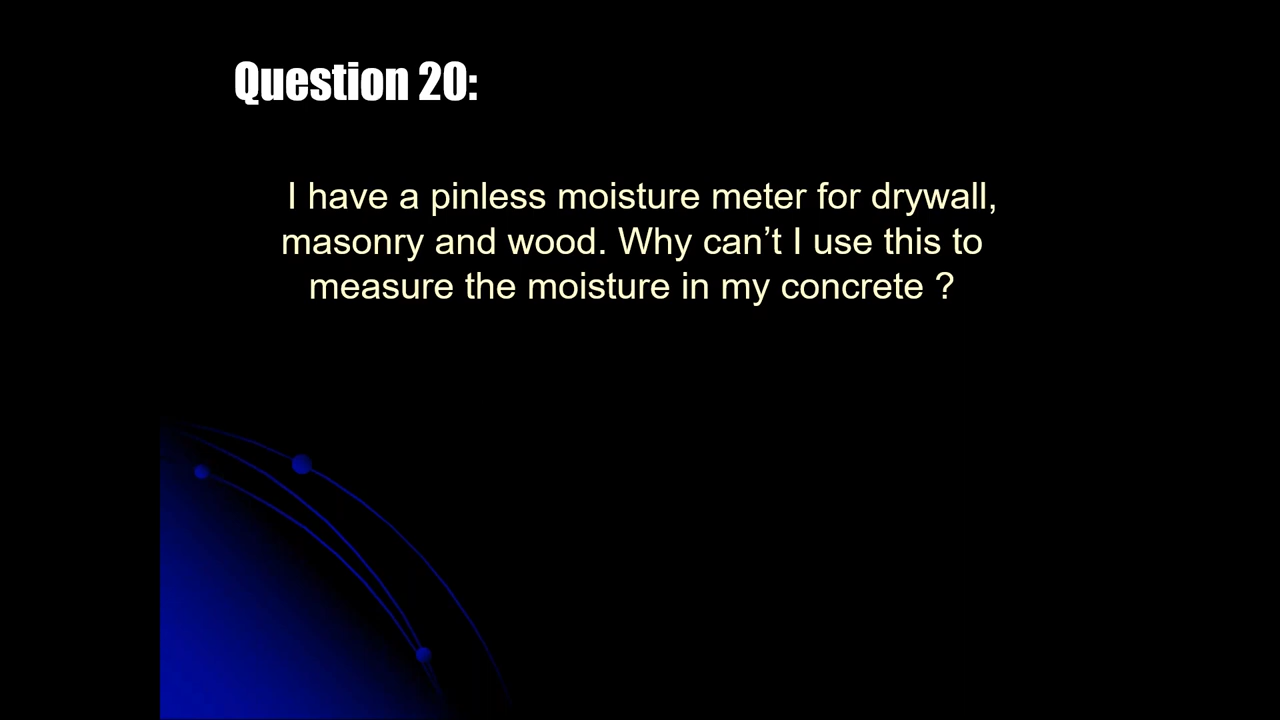 Question 20:
I have a pinless moisture meter for drywall,
masonry and wood. Why can’t I use this to
measure the moisture in my concrete ?